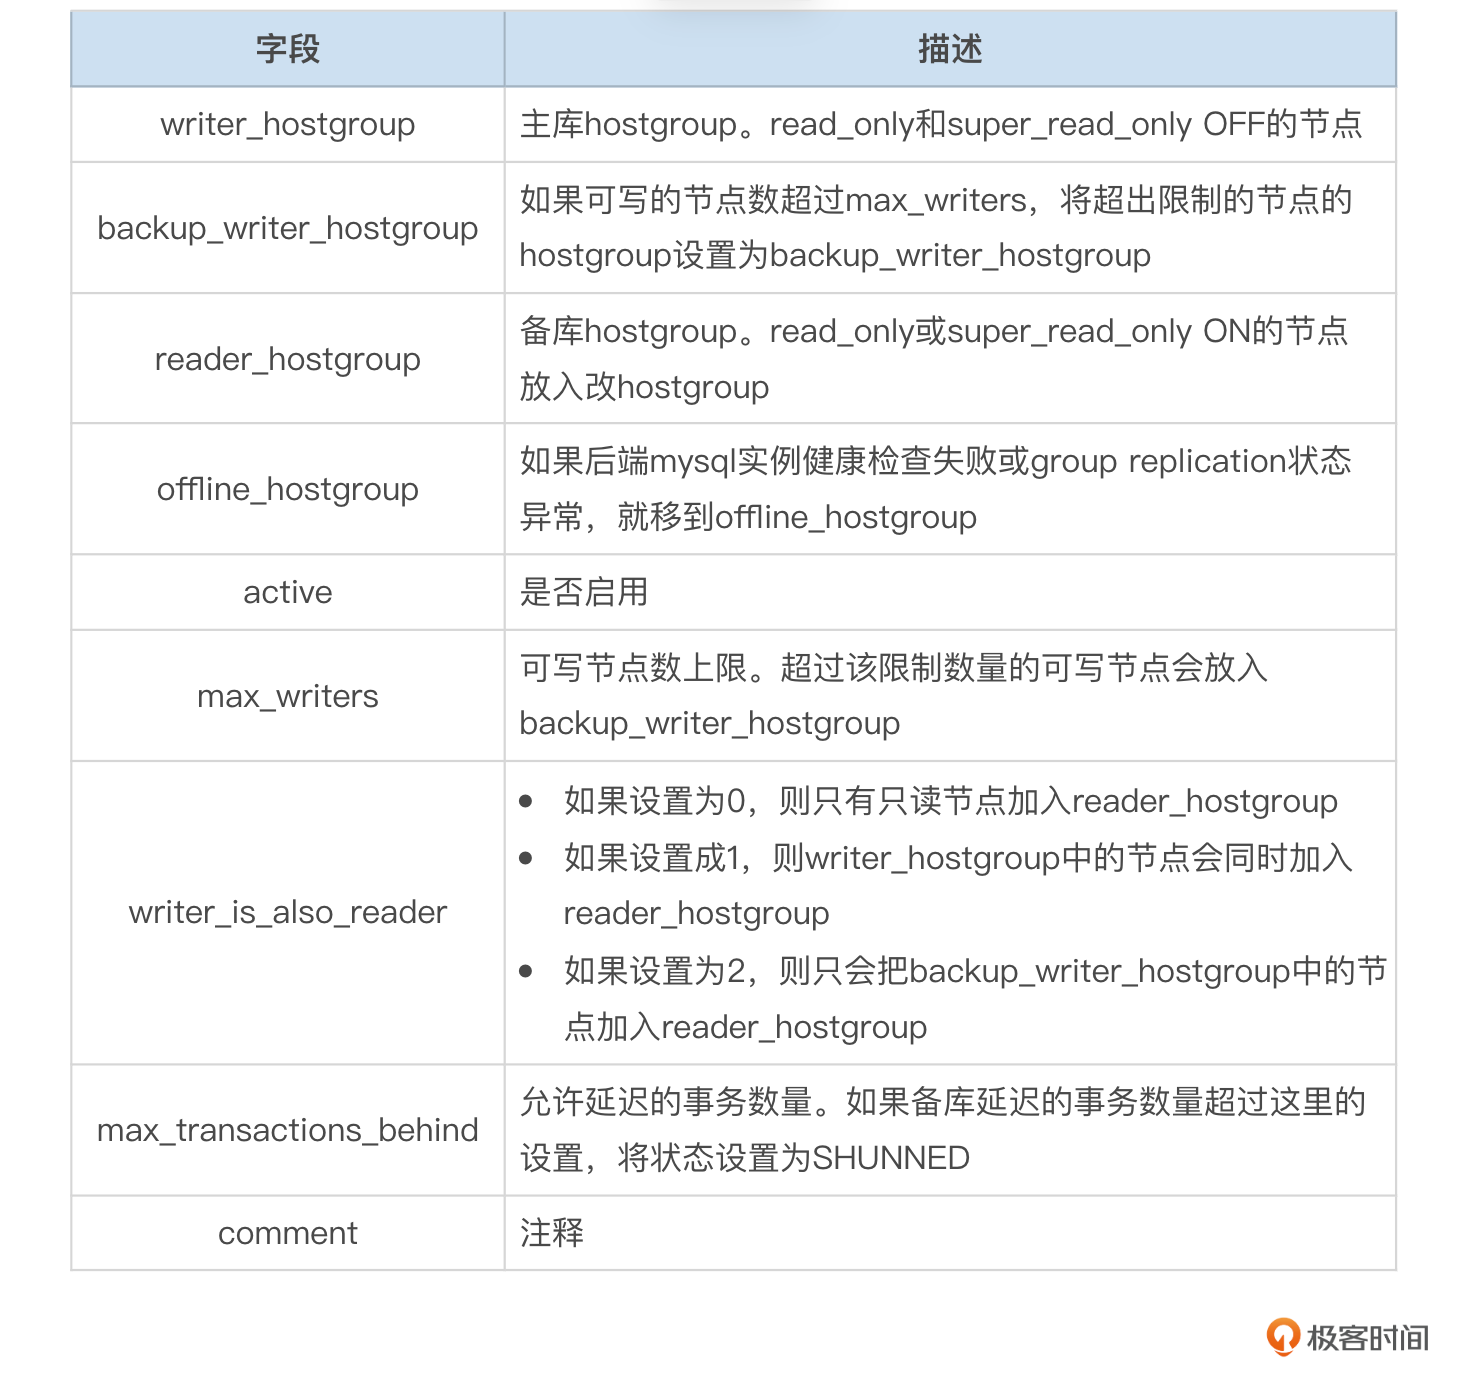 字段
描述
writer_hostgroup
主库hostgroup。read_only和super_read_only OFF的节点
backup_writer_hostgroup
如果可写的节点数超过max_writers，将超出限制的节点的
hostgroup设置为backup_writer_hostgroup
reader_hostgroup
备库hostgroup。read_only或super_read_only ON的节点
放入改hostgroup
offline_hostgroup
如果后端mysql实例健康检查失败或group replication状态
异常，就移到offline_hostgroup
active
是否启用
max_writers
可写节点数上限。超过该限制数量的可写节点会放入
backup_writer_hostgroup
writer_is_also_reader
• 如果设置为0，则只有只读节点加入reader_hostgroup
• 如果设置成1，则writer_hostgroup中的节点会同时加入
reader_hostgroup
• 如果设置为2，则只会把backup_writer_hostgroup中的节
点加入reader_hostgroup
max_transactions_behind
允许延迟的事务数量。如果备库延迟的事务数量超过这里的
设置，将状态设置为SHUNNED
comment
注释
极客时间